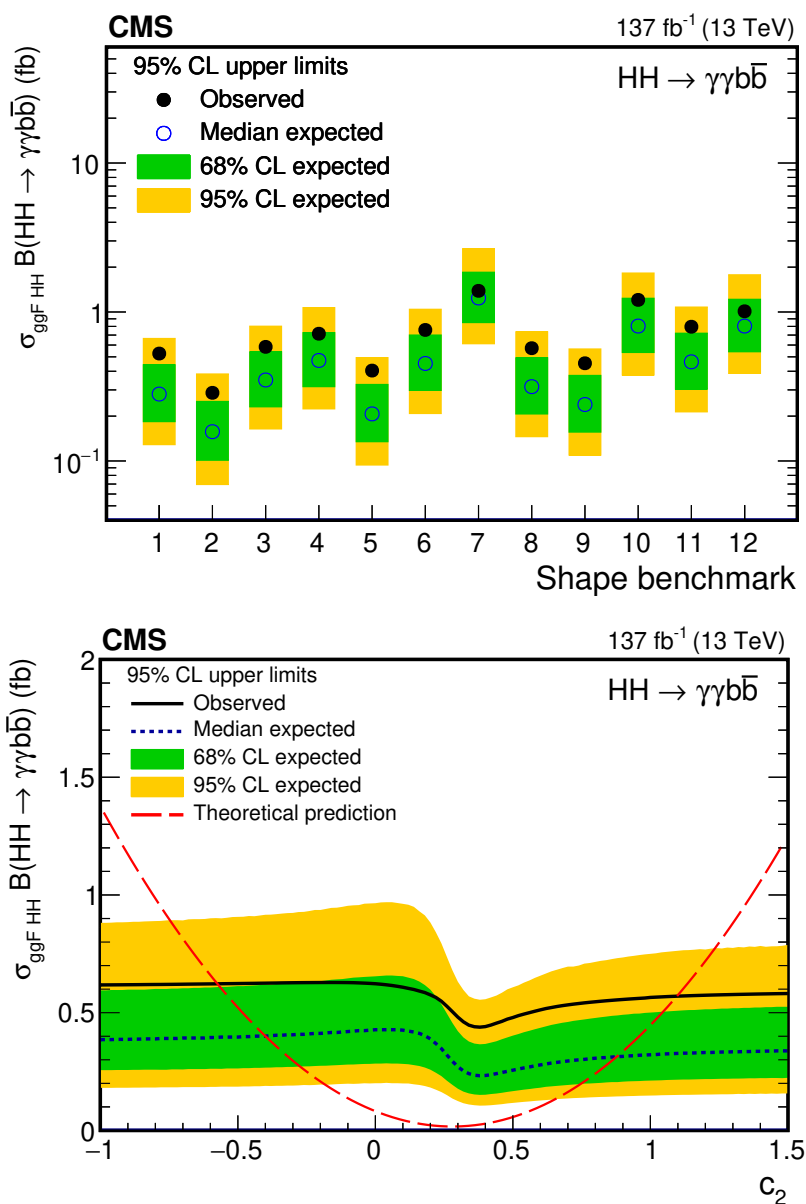 CMS 137 fb⁻¹ (13 TeV)
95% CL upper limits HH → γγbb̅
Observed
Median expected
68% CL expected
95% CL expected
σ_ggF HH B(HH → γγbb̅) (fb)
10
1
10⁻¹
1 2 3 4 5 6 7 8 9 10 11 12
Shape benchmark
CMS 137 fb⁻¹ (13 TeV)
95% CL upper limits HH → γγbb̅
Observed
Median expected
68% CL expected
95% CL expected
Theoretical prediction
σ_ggF HH B(HH → γγbb̅) (fb)
2
1.5
1
0.5
0
−1 −0.5 0 0.5 1 1.5
c₂